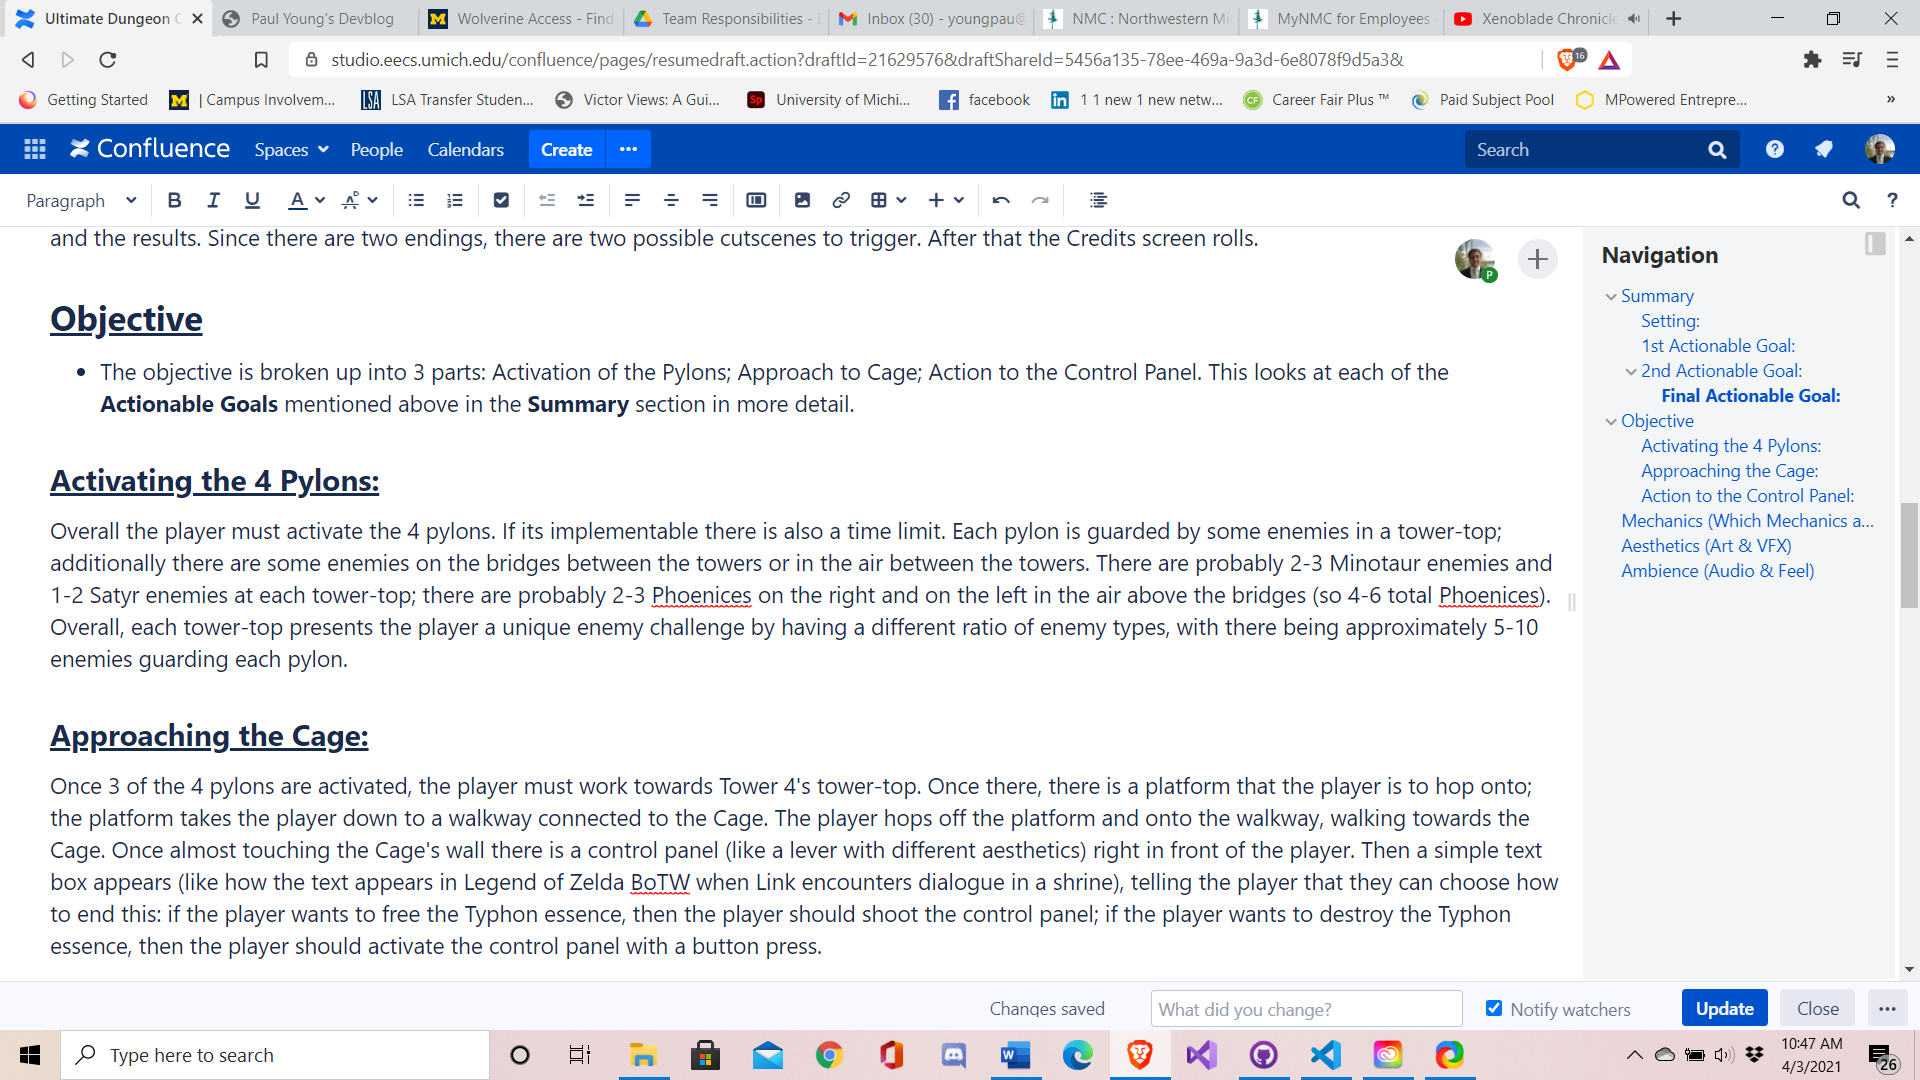 Ultimate Dungeon
Paul Young's Devblog
Wolverine Access - Find
Team Responsibilities -
Inbox (30) - youngpau@
NMC : Northwestern Mi
MyNMC for Employees
Xenoblade Chronicle
studio.eecs.umich.edu/confluence/pages/resumedraft.action?draftId=21629576&draftShareId=5456a135-78ee-469a-9a3d-6e8078f9d5a3&
16
Getting Started
| Campus Involvem...
LSA Transfer Studen...
Victor Views: A Gui...
University of Michi...
facebook
1 1 new 1 new netw...
Career Fair Plus ™
Paid Subject Pool
MPowered Entrepre...
»
Confluence
Spaces
People
Calendars
Create
Search
Paragraph
and the results. Since there are two endings, there are two possible cutscenes to trigger. After that the Credits screen rolls.
Objective
• The objective is broken up into 3 parts: Activation of the Pylons; Approach to Cage; Action to the Control Panel. This looks at each of the
Actionable Goals mentioned above in the Summary section in more detail.
Activating the 4 Pylons:
Overall the player must activate the 4 pylons. If its implementable there is also a time limit. Each pylon is guarded by some enemies in a tower-top;
additionally there are some enemies on the bridges between the towers or in the air between the towers. There are probably 2-3 Minotaur enemies and
1-2 Satyr enemies at each tower-top; there are probably 2-3 Phoenices on the right and on the left in the air above the bridges (so 4-6 total Phoenices).
Overall, each tower-top presents the player a unique enemy challenge by having a different ratio of enemy types, with there being approximately 5-10
enemies guarding each pylon.
Approaching the Cage:
Once 3 of the 4 pylons are activated, the player must work towards Tower 4's tower-top. Once there, there is a platform that the player is to hop onto;
the platform takes the player down to a walkway connected to the Cage. The player hops off the platform and onto the walkway, walking towards the
Cage. Once almost touching the Cage's wall there is a control panel (like a lever with different aesthetics) right in front of the player. Then a simple text
box appears (like how the text appears in Legend of Zelda BoTW when Link encounters dialogue in a shrine), telling the player that they can choose how
to end this: if the player wants to free the Typhon essence, then the player should shoot the control panel; if the player wants to destroy the Typhon
essence, then the player should activate the control panel with a button press.
Navigation
Summary
Setting:
1st Actionable Goal:
2nd Actionable Goal:
Final Actionable Goal:
Objective
Activating the 4 Pylons:
Approaching the Cage:
Action to the Control Panel:
Mechanics (Which Mechanics a...
Aesthetics (Art & VFX)
Ambience (Audio & Feel)
Changes saved
What did you change?
Notify watchers
Update
Close
Type here to search
10:47 AM
4/3/2021
26